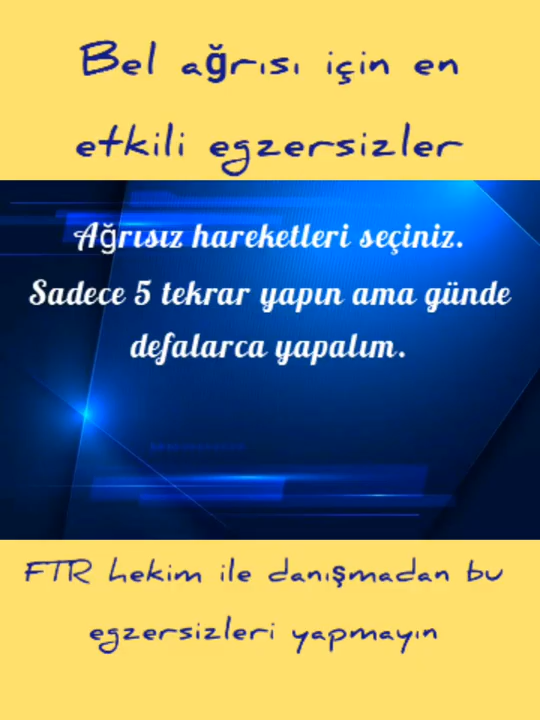 Bel ağrısı için en
etkili egzersizler
Ağrısız hareketleri seçiniz.
Sadece 5 tekrar yapın ama günde
defalarca yapalım.
FTR hekim ile danışmadan bu
egzersizleri yapmayın